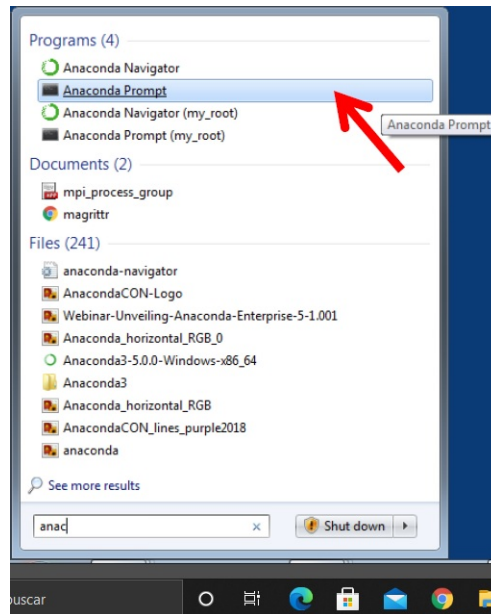 Programs (4)
Anaconda Navigator
Anaconda Prompt
Anaconda Navigator (my_root)
Anaconda Prompt
Anaconda Prompt (my_root)
Documents (2)
mpi_process_group
magrittr
Files (241)
anaconda-navigator
AnacondaCON-Logo
Webinar-Unveiling-Anaconda-Enterprise-5-1.001
Anaconda_horizontal_RGB_0
Anaconda3-5.0.0-Windows-x86_64
Anaconda3
Anaconda_horizontal_RGB
AnacondaCON_lines_purple2018
anaconda
See more results
anac
Shut down
uscar